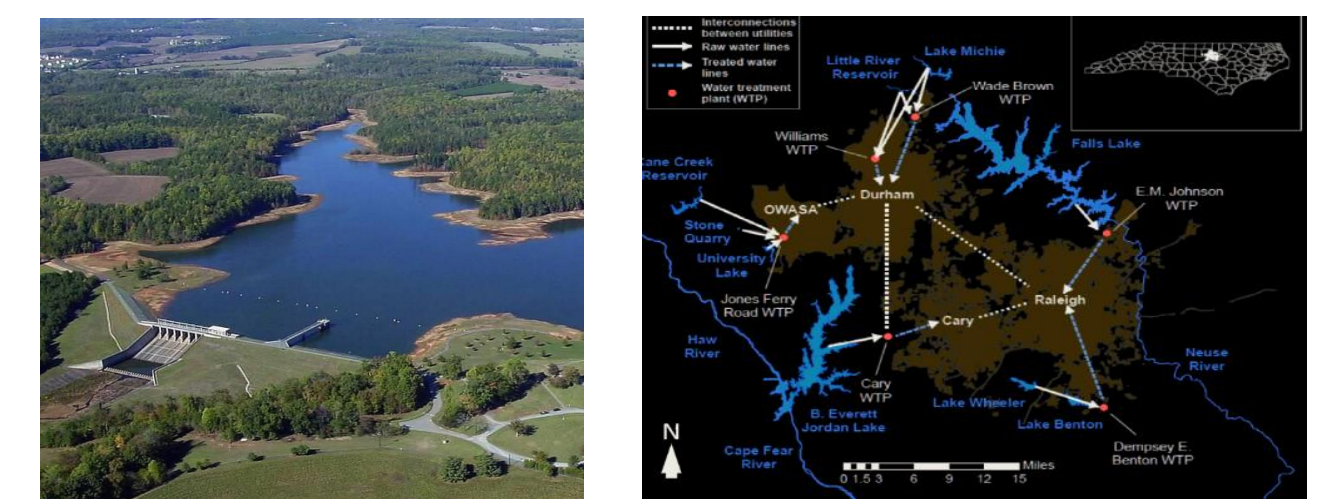 Interconnections
between utilities
Raw water lines
Treated water
lines
Water treatment
plant (WTP)
Lake Michie
Little River
Reservoir
Wade Brown
WTP
Williams
WTP
Falls Lake
ane Creek
Reservoir
E.M. Johnson
WTP
Durham
OWASA
Stone
Quarry
University
Lake
Jones Ferry
Road WTP
Raleigh
Cary
Haw
River
Neuse
River
Cary
WTP
Lake Wheeler
B. Everett
Jordan Lake
Lake Benton
N
Cape Fear
River
Dempsey E.
Benton WTP
Miles
0 1.5 3 6 9 12 15